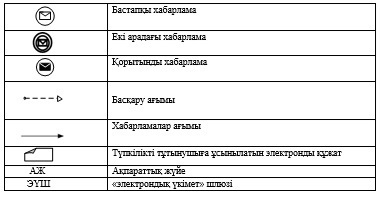 Бастапқы хабарлама
Екі арадағы хабарлама
Қорытынды хабарлама
Басқару ағымы
Хабарламалар ағымы
Түпкілікті тұтынушыға ұсынылатын электронды құжат
АЖ Ақпараттық жүйе
ЭҮШ «электрондық үкімет» шлюзі